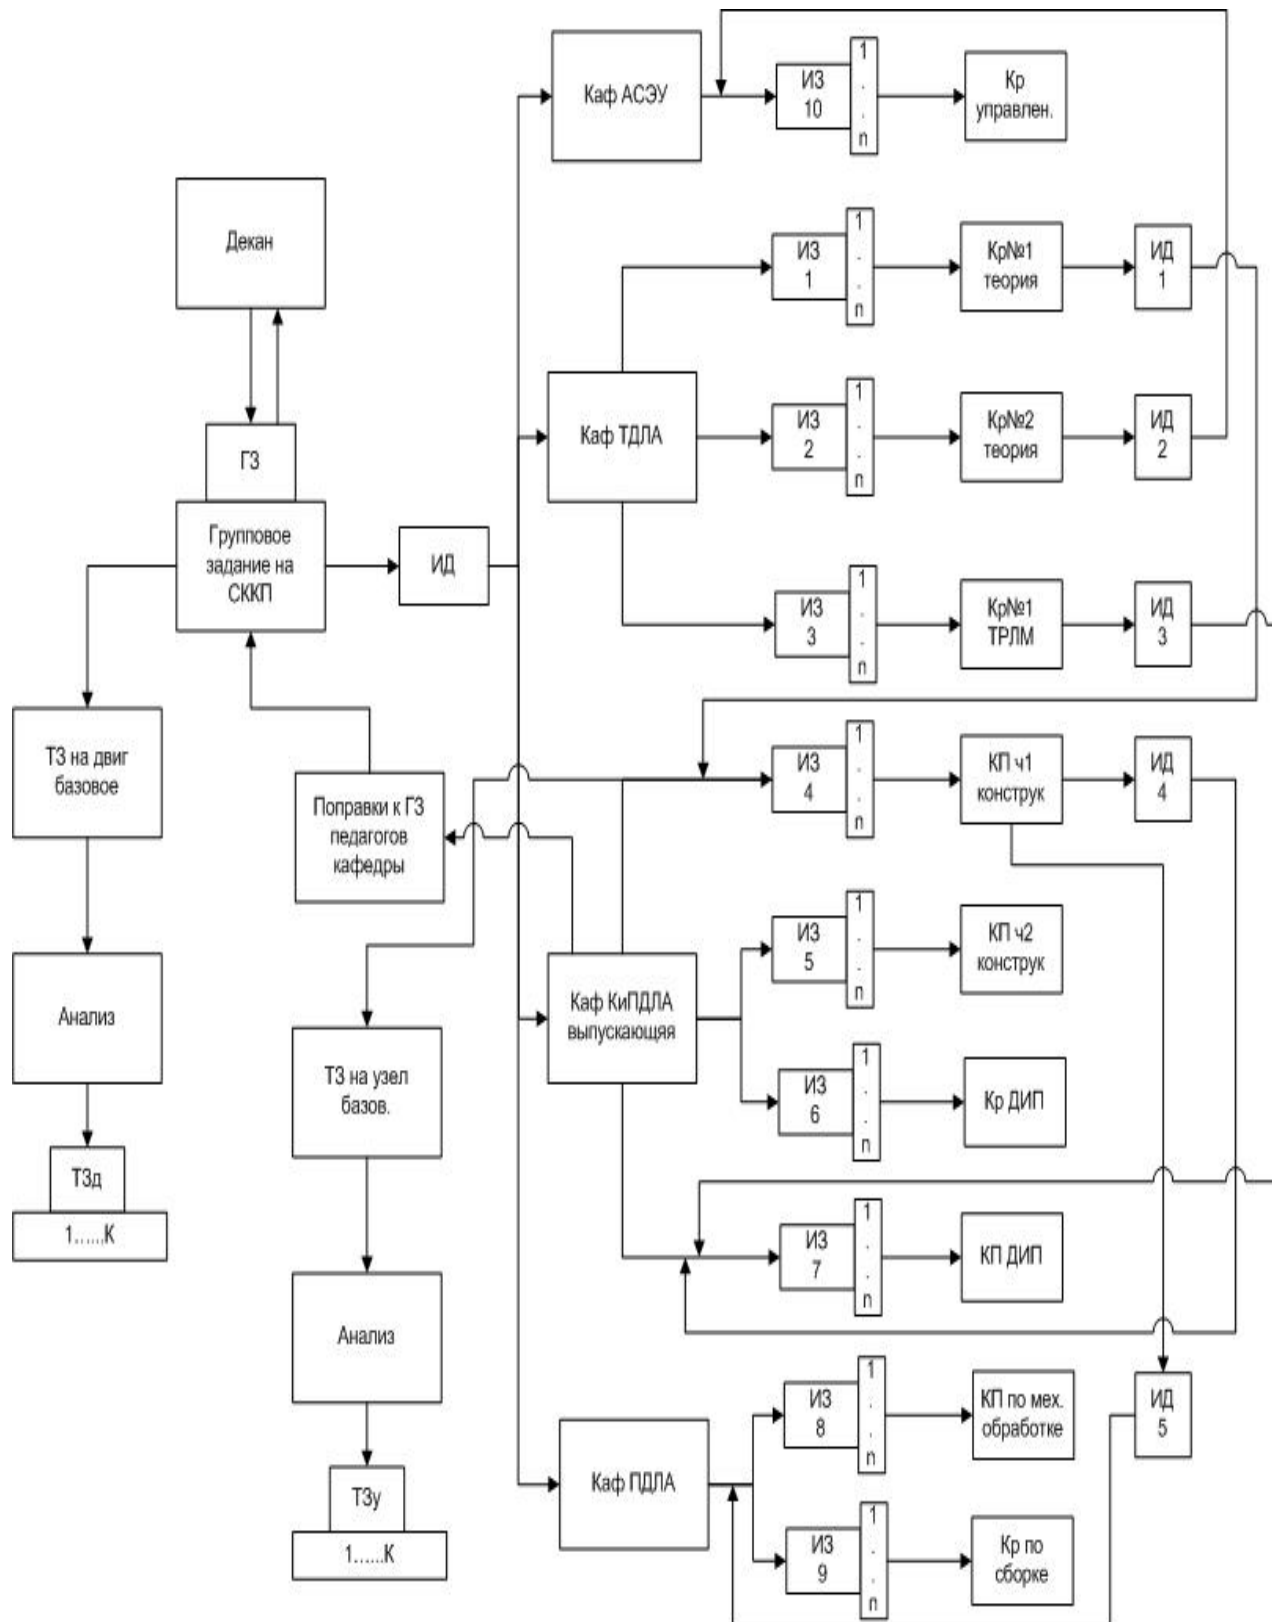 Каф АСЭУ
ИЗ
10
1
.
.
n
Кр
управлен.
Декан
ГЗ
Групповое
задание на
СККП
ИД
Каф ТДЛА
ИЗ
1
1
.
.
n
Кр№1
теория
ИД
1
ИЗ
2
1
.
.
n
Кр№2
теория
ИД
2
ИЗ
3
1
.
.
n
Кр№1
ТРЛМ
ИД
3
ТЗ на двиг
базовое
Анализ
ТЗд
1......К
Поправки к ГЗ
педагогов
кафедры
ТЗ на узел
базов.
Анализ
ТЗу
1......К
Каф КиПДЛА
выпускающяя
ИЗ
4
1
.
.
n
КП ч1
конструк
ИД
4
ИЗ
5
1
.
.
n
КП ч2
конструк
ИЗ
6
1
.
.
n
Кр ДИП
ИЗ
7
1
.
.
n
КП ДИП
Каф ПДЛА
ИЗ
8
1
.
.
n
КП по мех.
обработке
ИД
5
ИЗ
9
1
.
.
n
Кр по
сборке